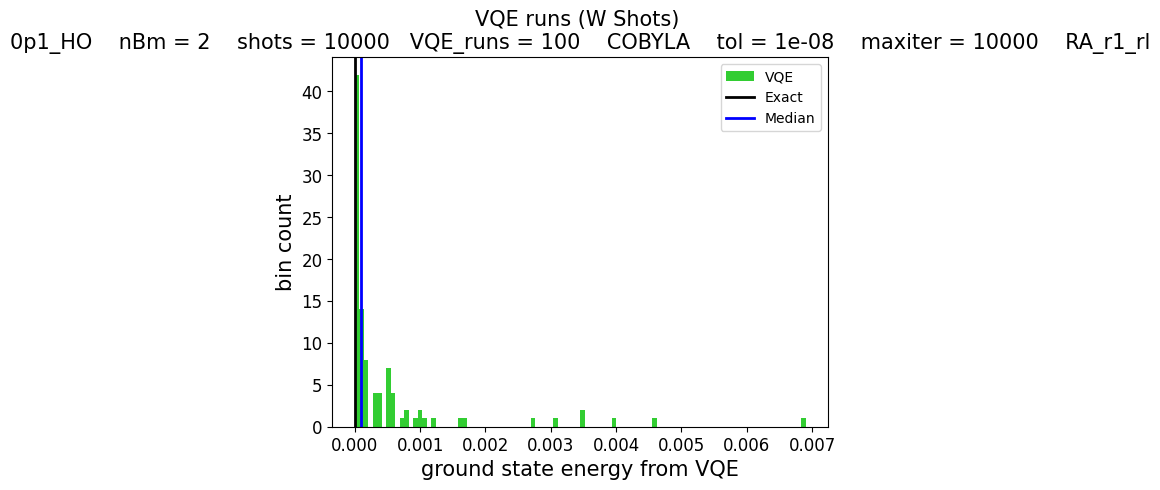 VQE runs (W Shots)
0p1_HO    nBm = 2    shots = 10000   VQE_runs = 100    COBYLA    tol = 1e-08    maxiter = 10000    RA_r1_rl
VQE
Exact
Median
40
35
30
25
20
15
10
5
0
bin count
0.000 0.001 0.002 0.003 0.004 0.005 0.006 0.007
ground state energy from VQE